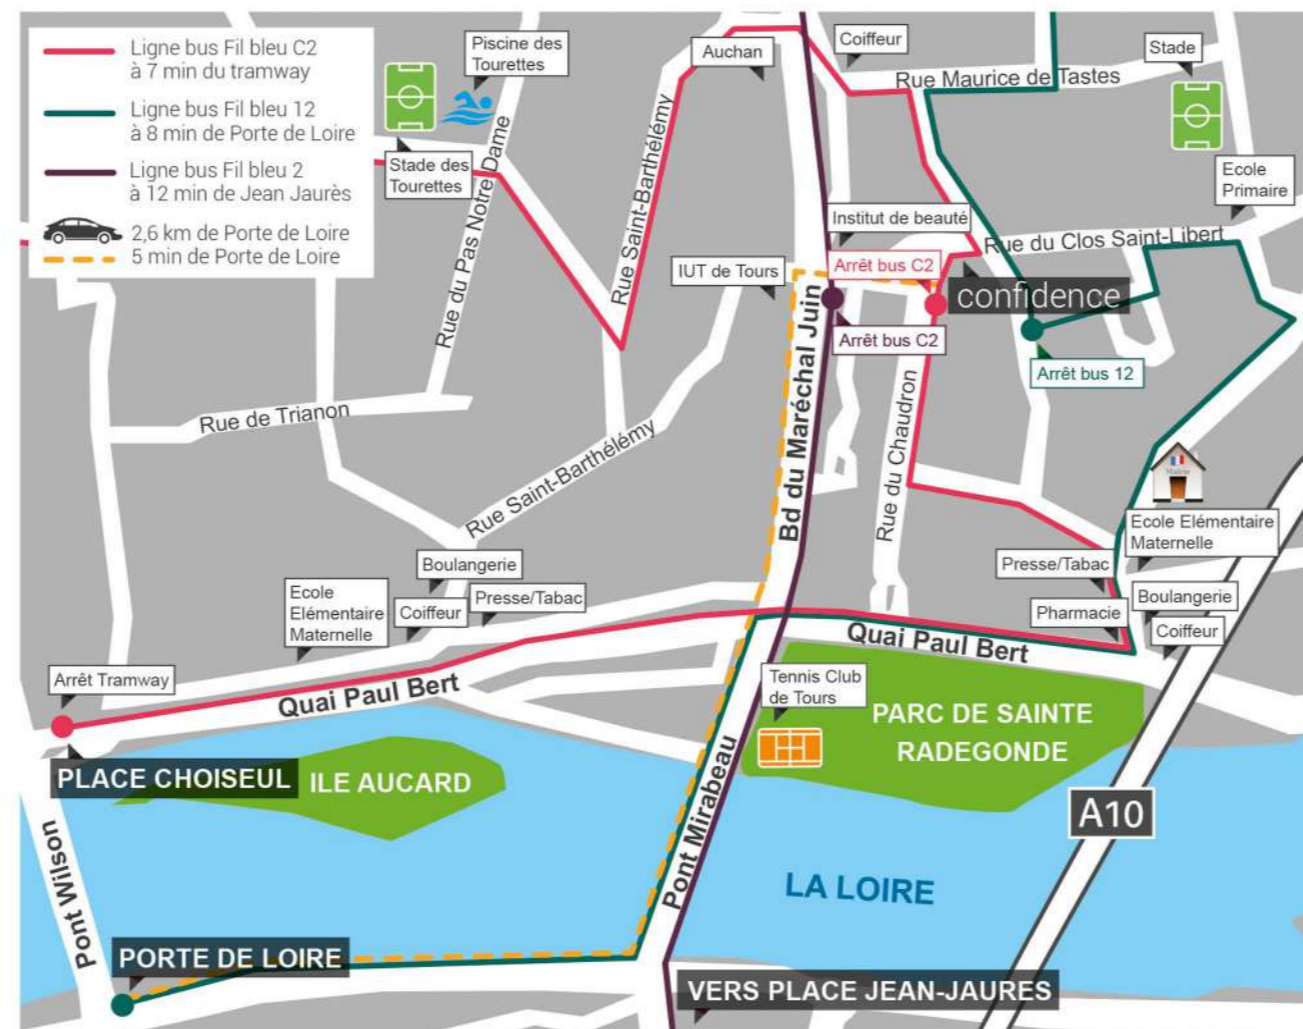 Ligne bus Fil bleu C2
à 7 min du tramway
Ligne bus Fil bleu 12
à 8 min de Porte de Loire
Ligne bus Fil bleu 2
à 12 min de Jean Jaurès
2,6 km de Porte de Loire
5 min de Porte de Loire
Piscine des
Tourettes
Stade des
Tourettes
Auchan
Coiffeur
Rue Maurice de Tastes
Stade
Ecole
Primaire
Rue Saint-Barthélémy
Rue du Pas Notre Dame
Institut de beauté
Rue du Clos Saint-Libert
IUT de Tours
Arrêt bus C2
confidence
Arrêt bus C2
Arrêt bus 12
Bd du Maréchal Juin
Rue du Chaudron
Rue de Trianon
Rue Saint-Barthélémy
Mairie
Ecole Elémentaire
Maternelle
Presse/Tabac
Boulangerie
Pharmacie
Coiffeur
Boulangerie
Ecole
Elémentaire
Maternelle
Coiffeur
Presse/Tabac
Quai Paul Bert
Arrêt Tramway
Quai Paul Bert
Tennis Club
de Tours
PARC DE SAINTE
RADEGONDE
PLACE CHOISEUL
ILE AUCARD
A10
Pont Mirabeau
Pont Wilson
LA LOIRE
PORTE DE LOIRE
VERS PLACE JEAN-JAURES